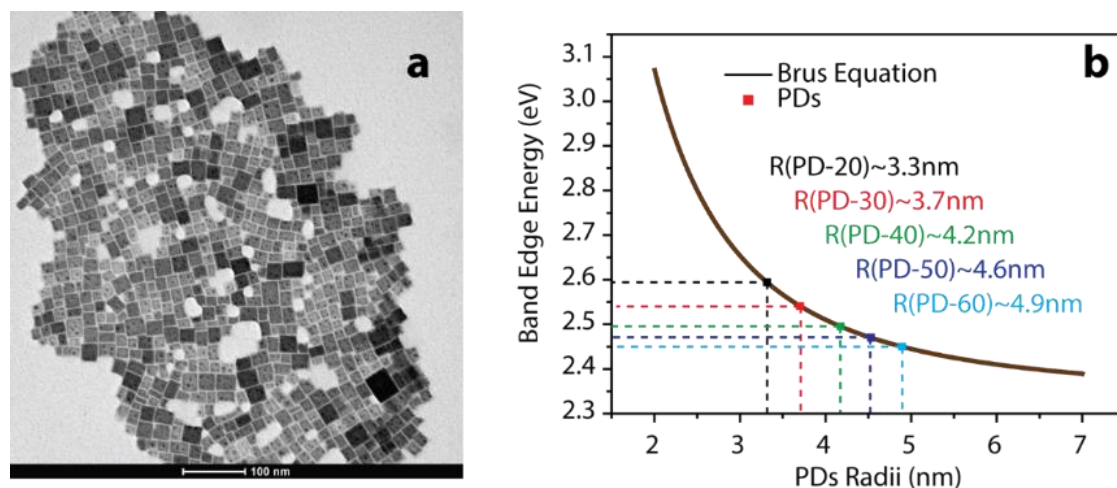 a
100 nm
b
Brus Equation
PDs
R(PD-20)~3.3nm
R(PD-30)~3.7nm
R(PD-40)~4.2nm
R(PD-50)~4.6nm
R(PD-60)~4.9nm
Band Edge Energy (eV)
3.1
3.0
2.9
2.8
2.7
2.6
2.5
2.4
2.3
2 3 4 5 6 7
PDs Radii (nm)